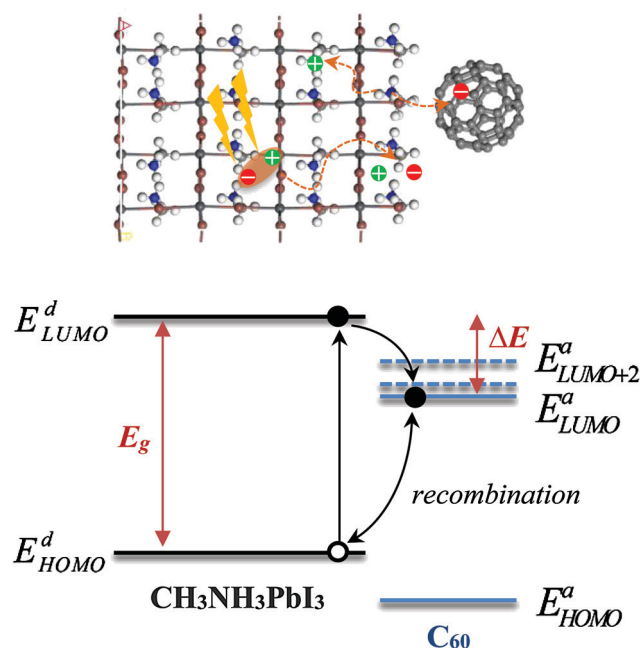 A
B
+
−
+
−
+
−
E^d_LUMO
ΔE
E^a_LUMO+2
E^a_LUMO
E_g
recombination
E^d_HOMO
CH₃NH₃PbI₃
E^a_HOMO
C₆₀